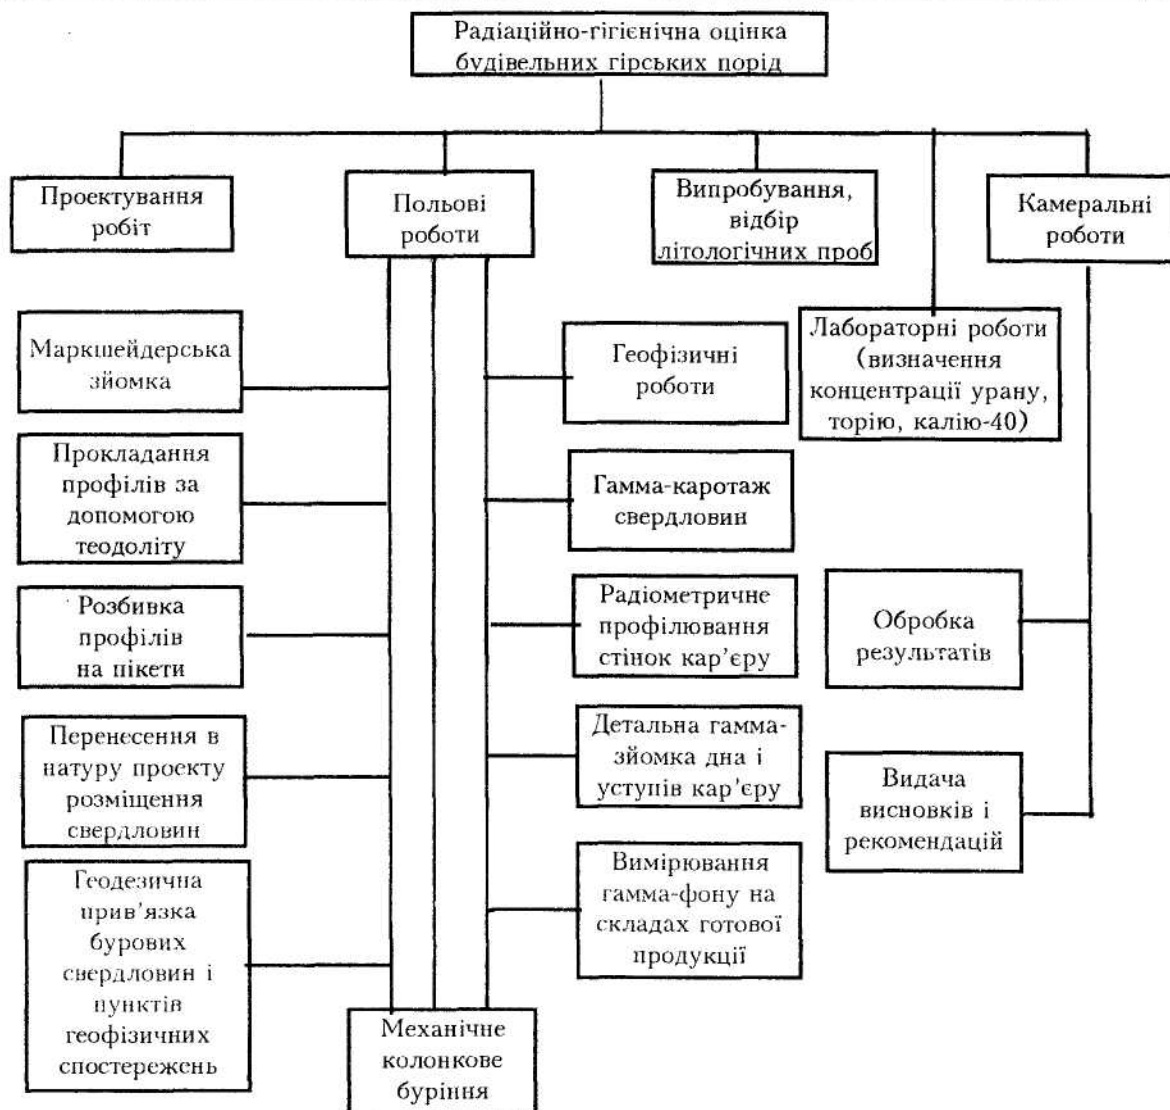 Радіаційно-гігієнічна оцінка
будівельних гірських порід
Проектування
робіт
Польові
роботи
Випробування,
відбір
літологічних проб
Камеральні
роботи
Маркшейдерська
зйомка
Прокладання
профілів за
допомогою
теодоліту
Розбивка
профілів
на пікети
Перенесення в
натуру проекту
розміщення
свердловин
Геодезична
прив’язка
бурових
свердловин і
пунктів
геофізичних
спостережень
Механічне
колонкове
буріння
Геофізичні
роботи
Гамма-каротаж
свердловин
Радіометричне
профілювання
стінок кар’єру
Детальна гамма-
зйомка дна і
уступів кар’єру
Вимірювання
гамма-фону на
складах готової
продукції
Лабораторні роботи
(визначення
концентрації урану,
торію, калію-40)
Обробка
результатів
Видача
висновків і
рекомендацій